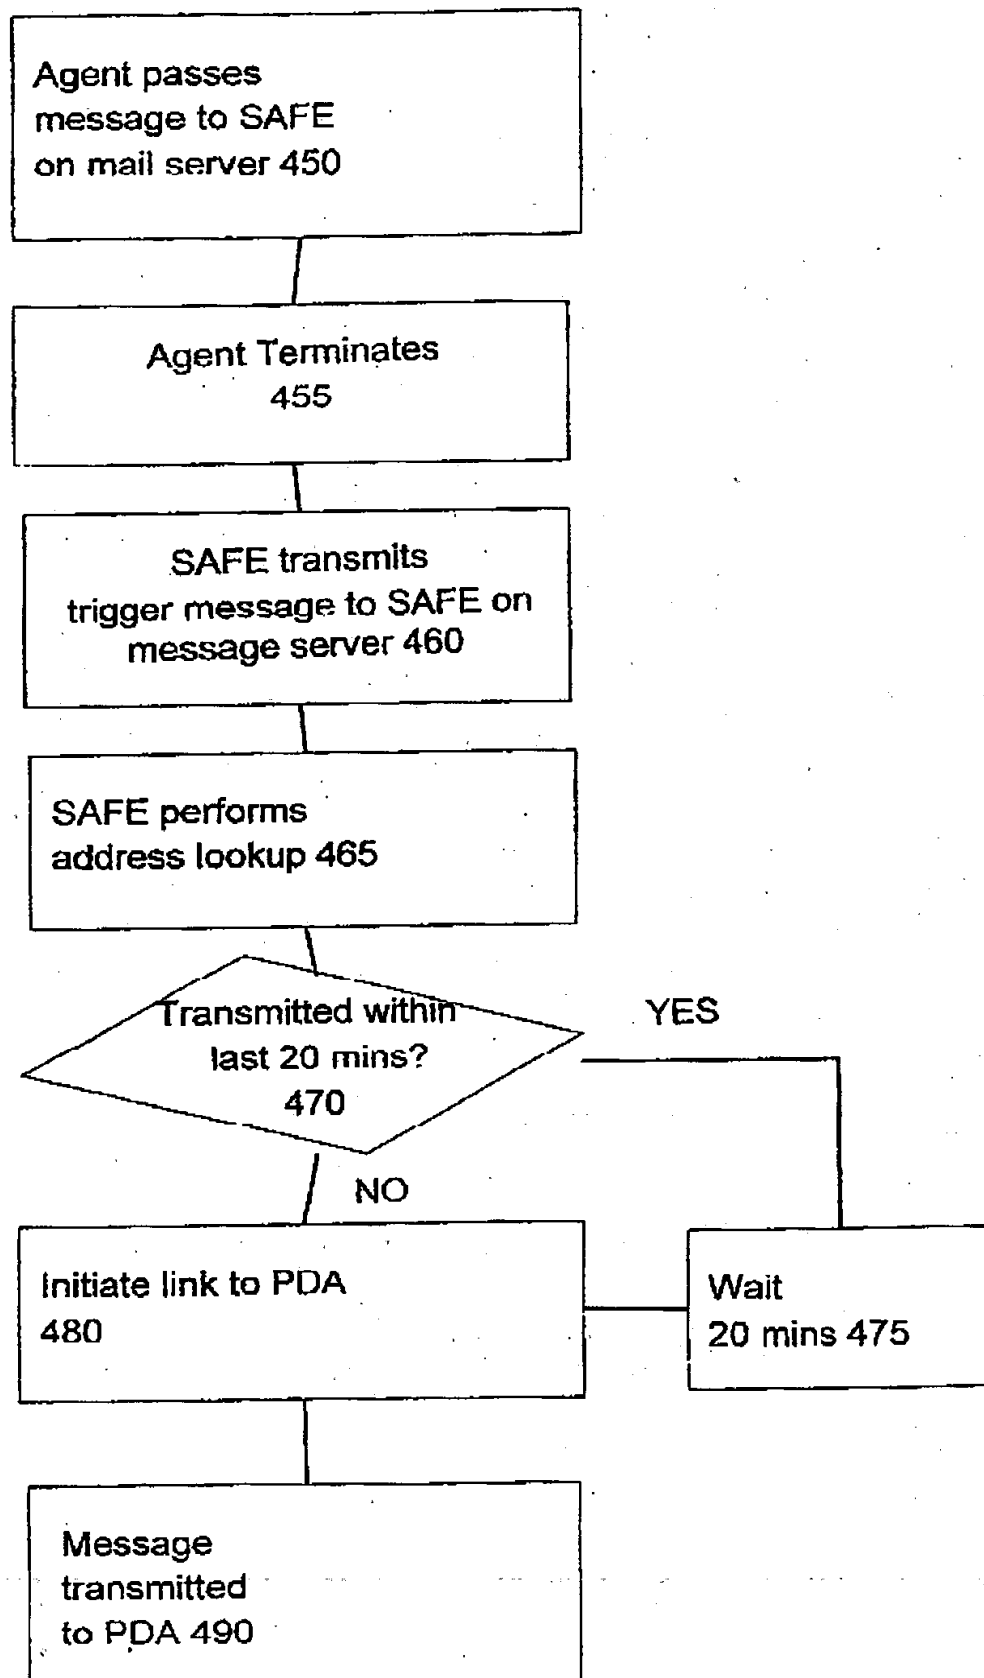 Agent passes
message to SAFE
on mail server 450
Agent Terminates
455
SAFE transmits
trigger message to SAFE on
message server 460
SAFE performs
address lookup 465
Transmitted within
last 20 mins?
470
YES
NO
Initiate link to PDA
480
Wait
20 mins 475
Message
transmitted
to PDA 490